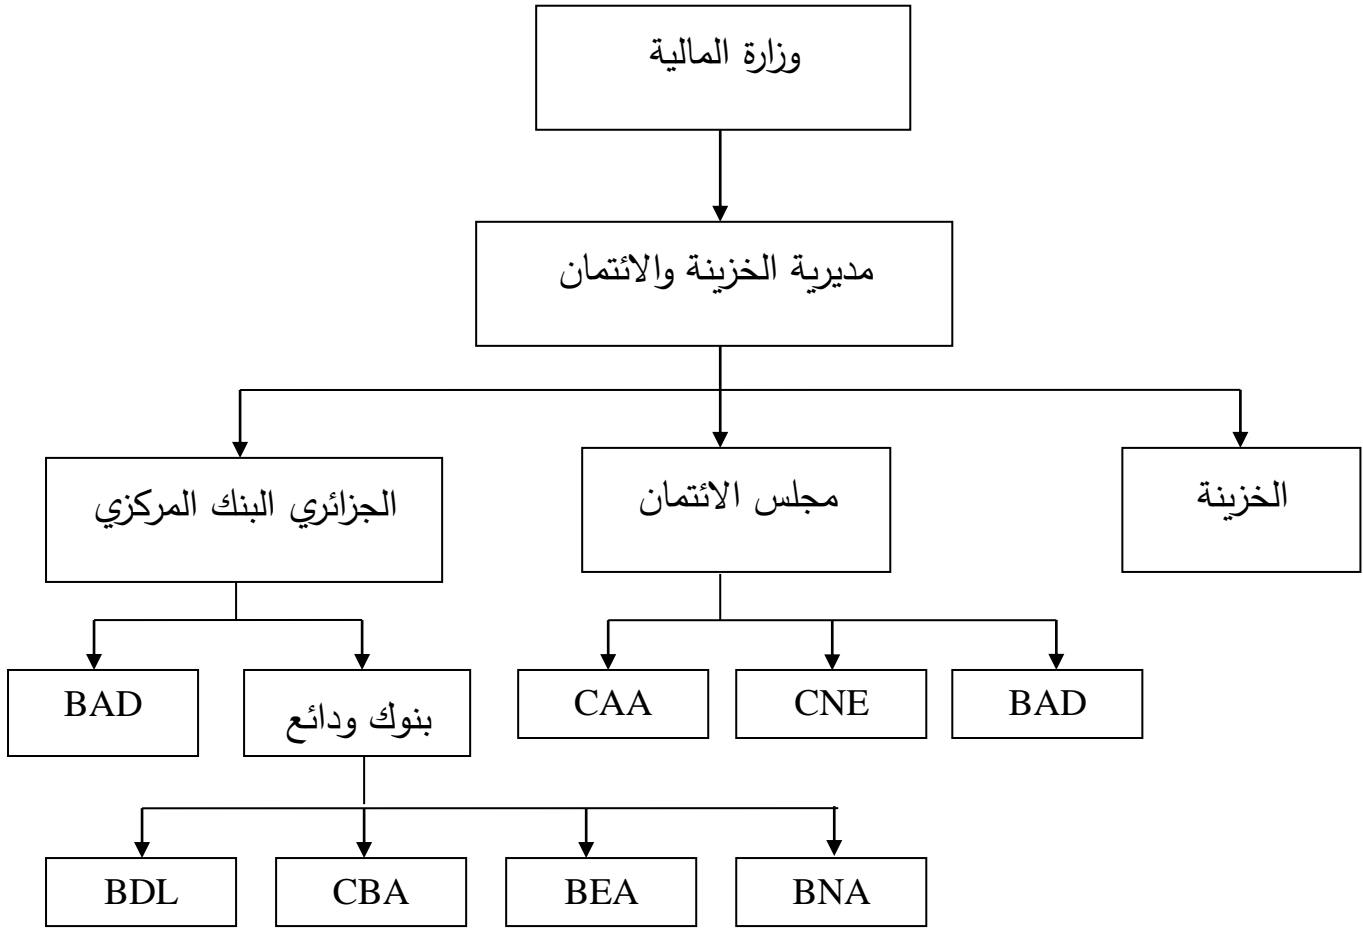 وزارة المالية
مديرية الخزينة والائتمان
الخزينة
مجلس الائتمان
الجزائري البنك المركزي
BAD
CNE
CAA
بنوك ودائع
BAD
BNA
BEA
CBA
BDL